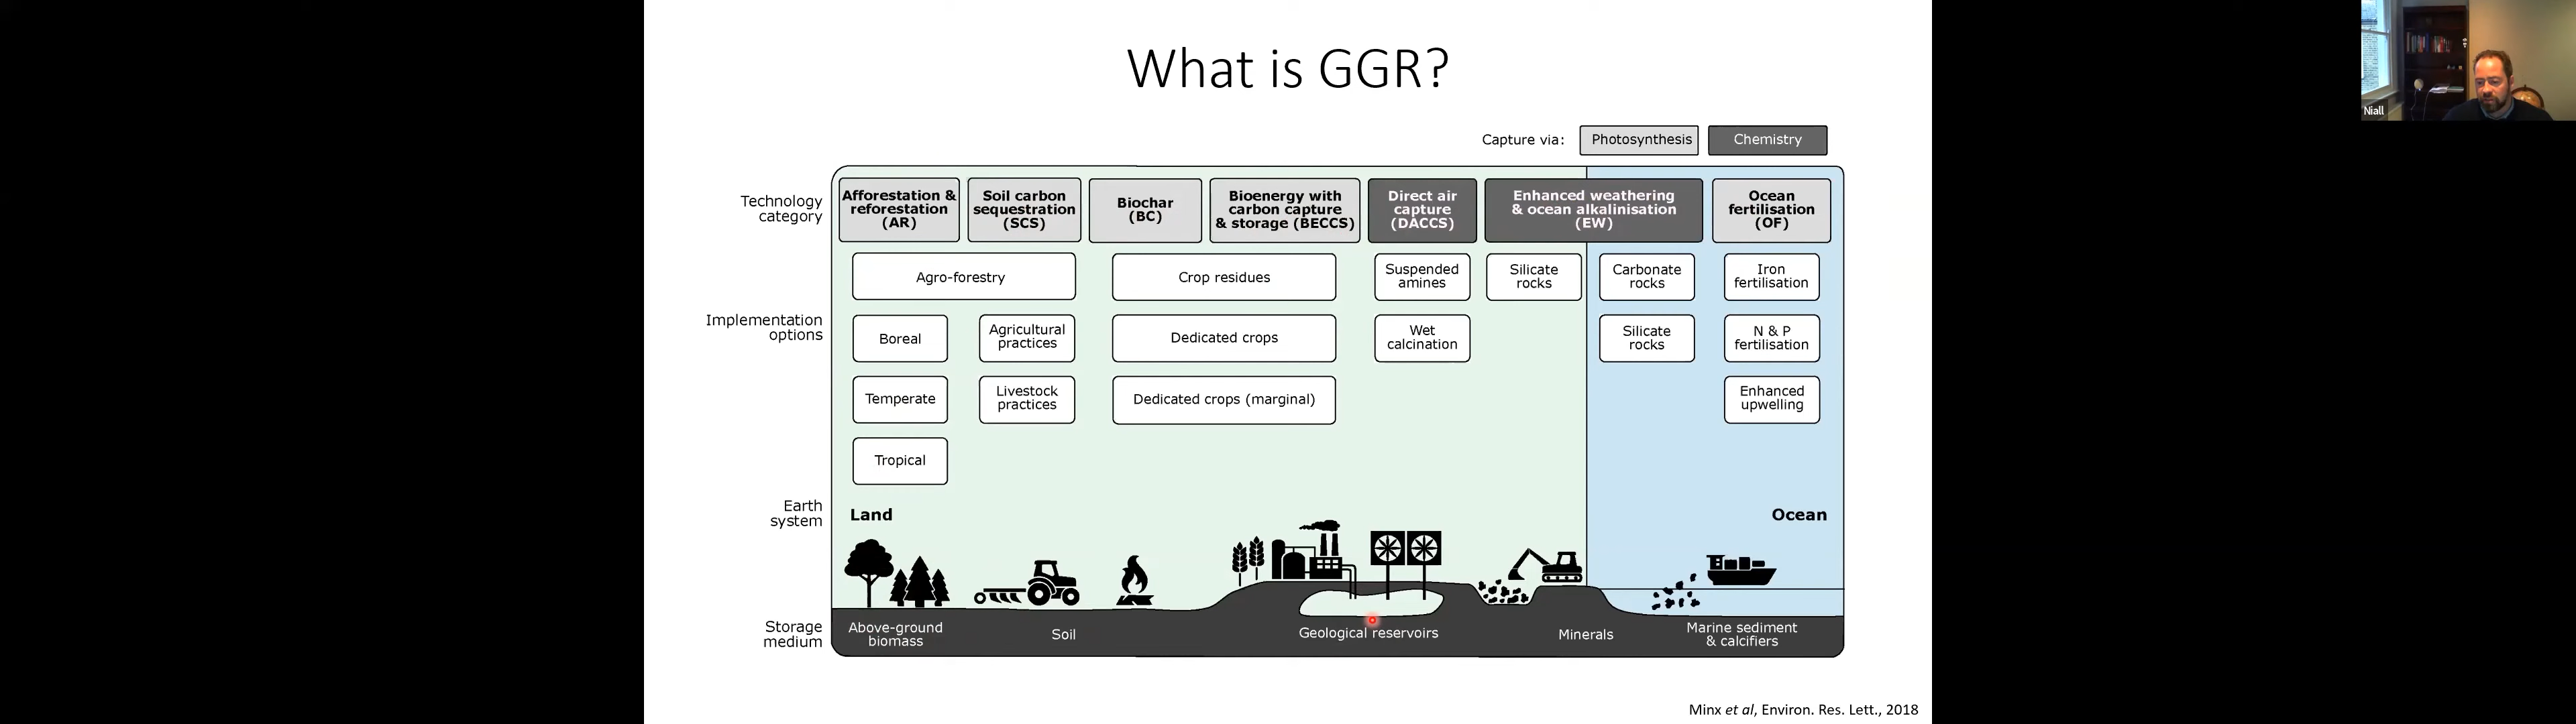 What is GGR?
Niall
Capture via:
Photosynthesis
Chemistry
Technology
category
Afforestation &
reforestation
(AR)
Soil carbon
sequestration
(SCS)
Biochar
(BC)
Bioenergy with
carbon capture
& storage (BECCS)
Direct air
capture
(DACCS)
Enhanced weathering
& ocean alkalinisation
(EW)
Ocean
fertilisation
(OF)
Implementation
options
Agro-forestry
Crop residues
Suspended
amines
Silicate
rocks
Carbonate
rocks
Iron
fertilisation
Boreal
Agricultural
practices
Dedicated crops
Wet
calcination
Silicate
rocks
N & P
fertilisation
Temperate
Livestock
practices
Dedicated crops (marginal)
Enhanced
upwelling
Tropical
Earth
system
Land
Ocean
Storage
medium
Above-ground
biomass
Soil
Geological reservoirs
Minerals
Marine sediment
& calcifiers
Minx et al, Environ. Res. Lett., 2018